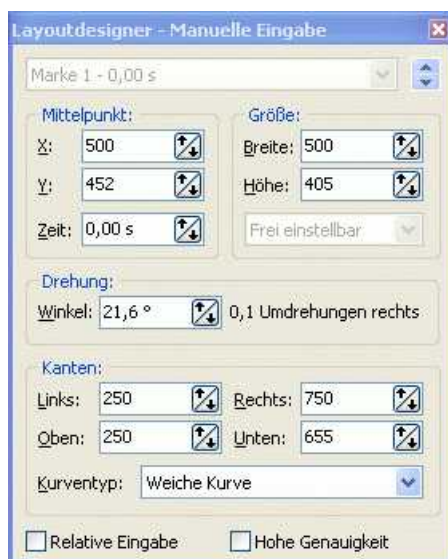 Layoutdesigner - Manuelle Eingabe
Marke 1 - 0,00 s
Mittelpunkt: Größe:
X: 500 Breite: 500
Y: 452 Höhe: 405
Zeit: 0,00 s Frei einstellbar
Drehung:
Winkel: 21,6 ° 0,1 Umdrehungen rechts
Kanten:
Links: 250 Rechts: 750
Oben: 250 Unten: 655
Kurventyp: Weiche Kurve
Relative Eingabe Hohe Genauigkeit